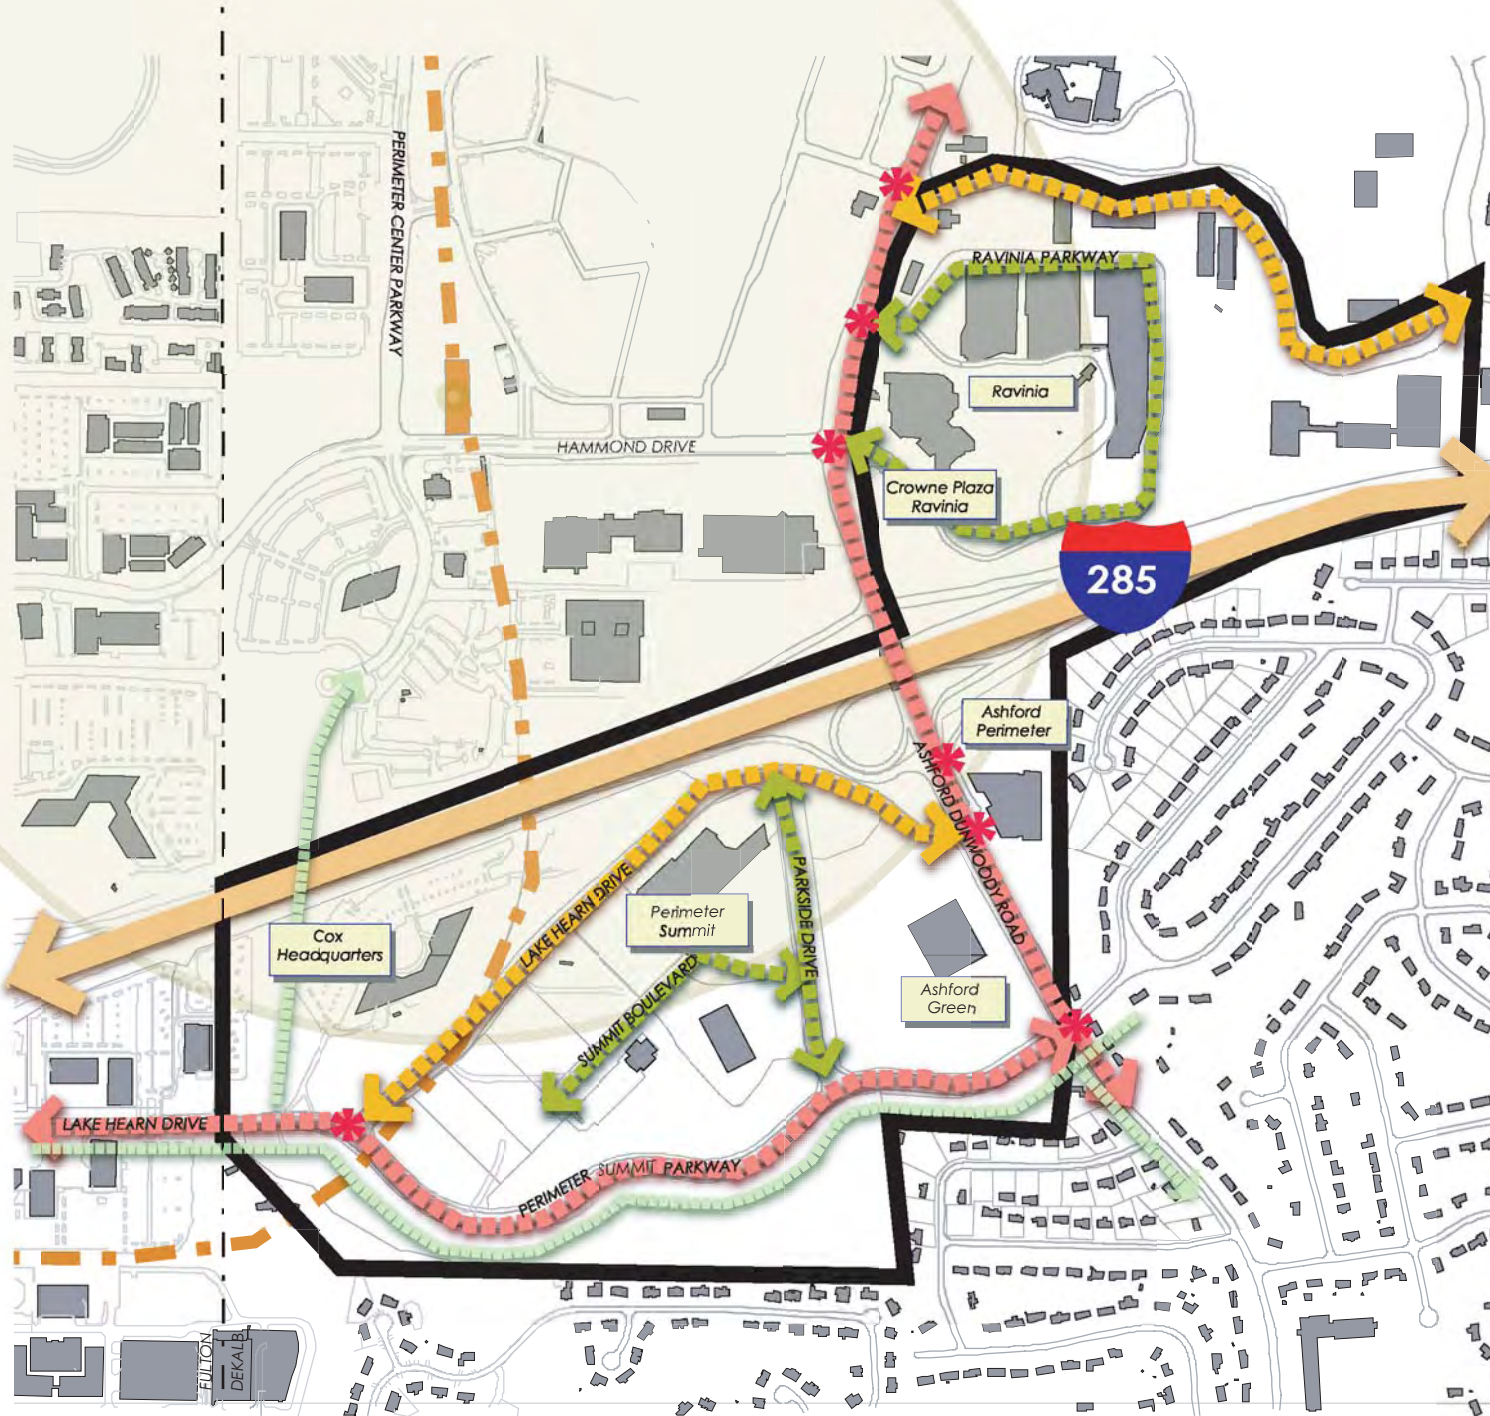 PERIMETER CENTER PARKWAY
RAVINIA PARKWAY
Ravinia
HAMMOND DRIVE
Crowne Plaza
Ravinia
285
Ashford
Perimeter
ASHFORD DUNWOODY ROAD
LAKE HEARN DRIVE
PARKSIDE DRIVE
Perimeter
Summit
Cox
Headquarters
SUMMIT BOULEVARD
Ashford
Green
LAKE HEARN DRIVE
PERIMETER SUMMIT PARKWAY
FULTON
DEKALB